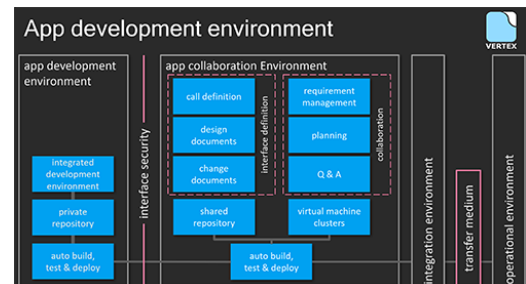 App development environment
VERTEX
app development
environment
integrated
development
environment
private
repository
auto build,
test & deploy
interface security
app collaboration Environment
call definition
design
documents
change
documents
interface definition
requirement
management
planning
Q & A
collaboration
shared
repository
virtual machine
clusters
auto build,
test & deploy
integration environment
transfer medium
operational environment